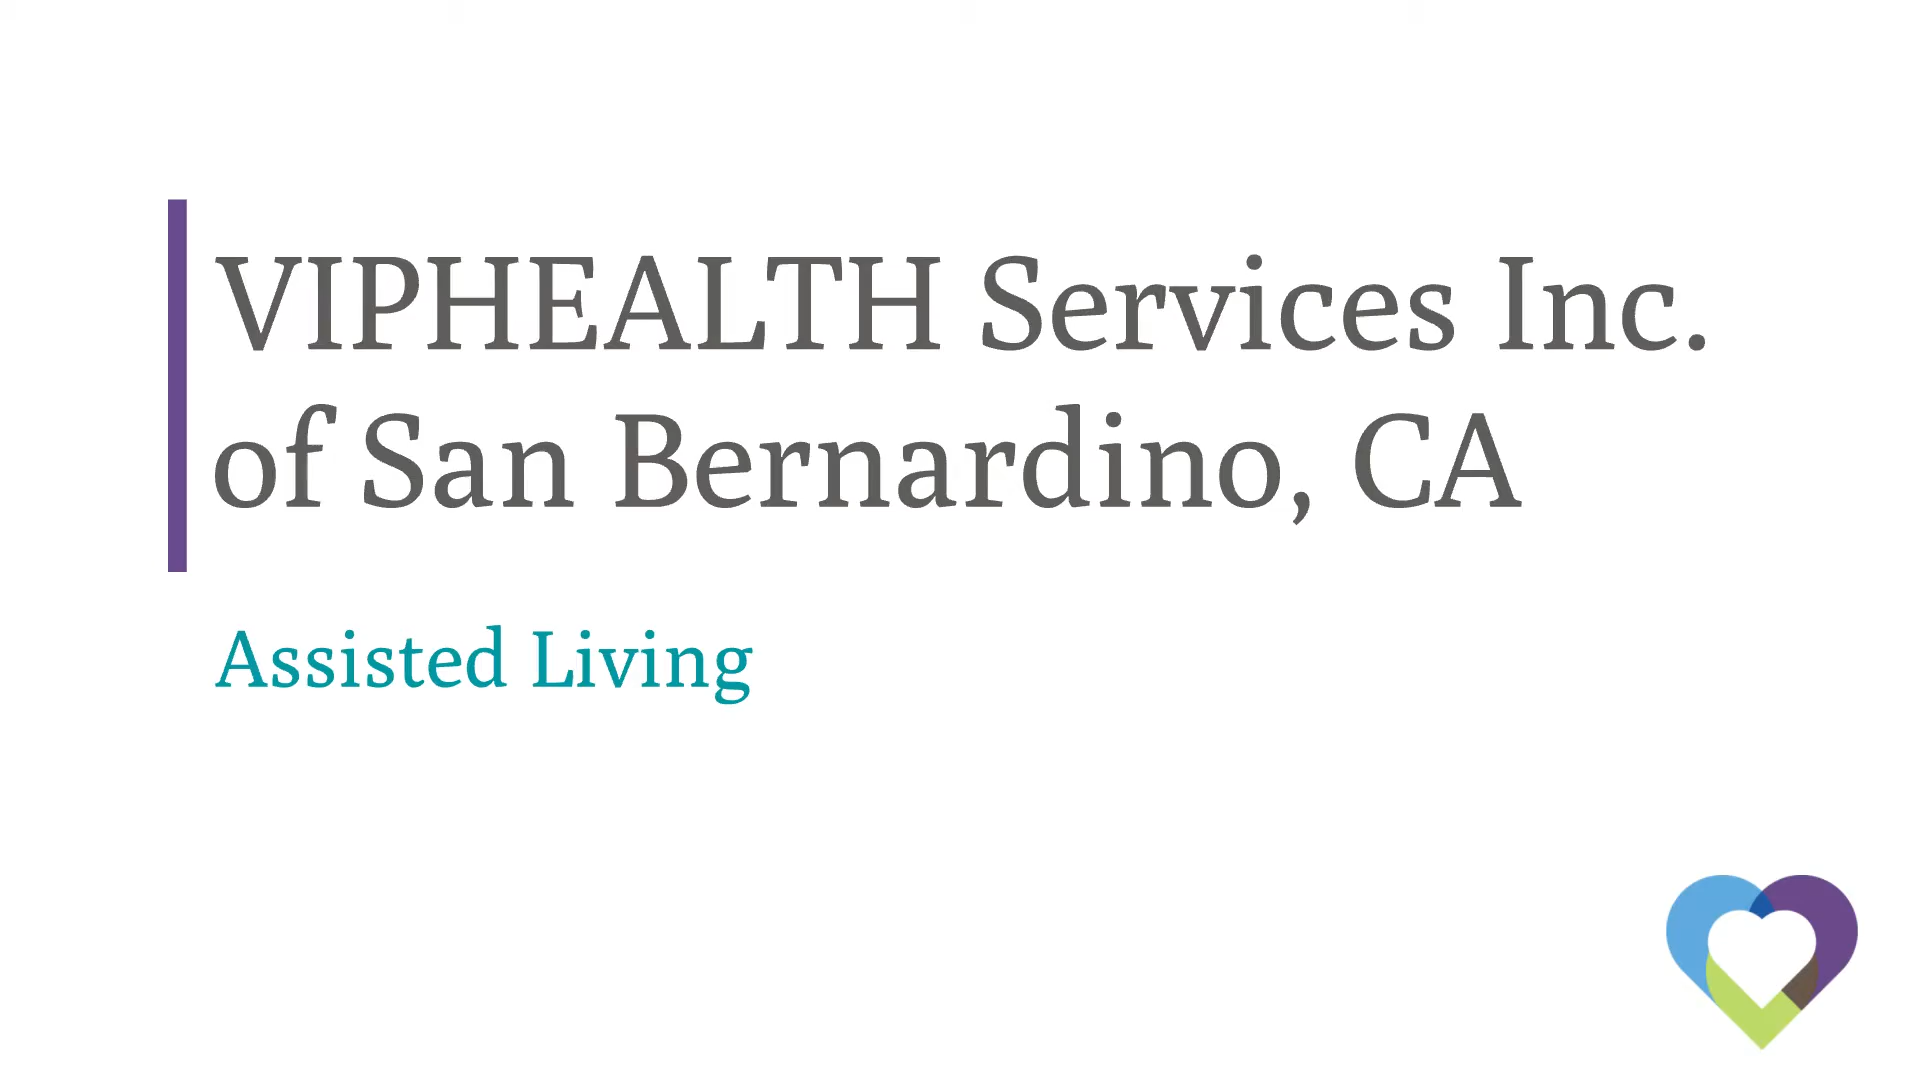 VIPHEALTH Services Inc.
of San Bernardino, CA
Assisted Living